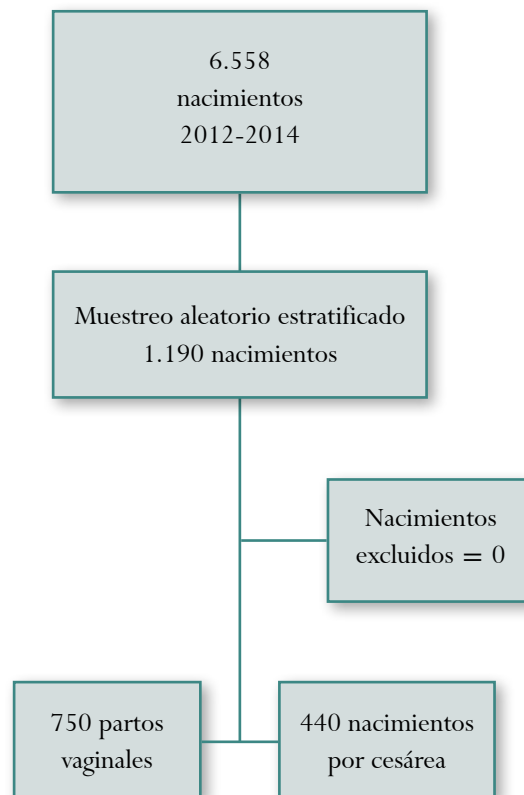 6.558
nacimientos
2012-2014
Muestreo aleatorio estratificado
1.190 nacimientos
Nacimientos
excluidos = 0
750 partos
vaginales
440 nacimientos
por cesárea